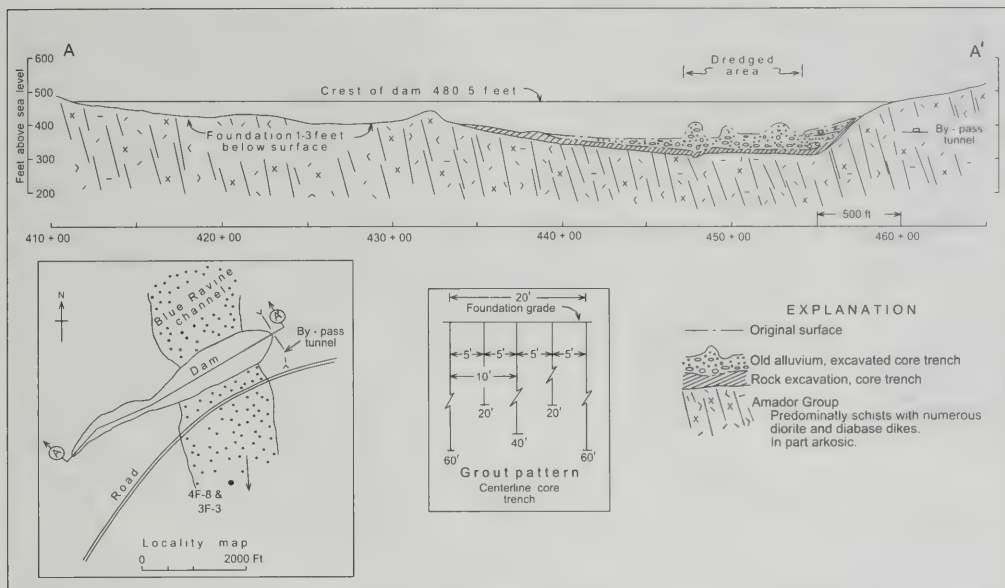 A
A'
Dredged
area
600
500
400
300
200
Feet above sea level
Crest of dam 480 5 feet
Foundation 1-3 feet
below surface
By - pass
tunnel
500 ft
410 + 00
420 + 00
430 + 00
440 + 00
450 + 00
460 + 00
N
Blue Ravine
channel
A'
By - pass
tunnel
Dam
A
Road
4F-8 &
3F-3
Locality map
0 2000 Ft
20'
Foundation grade
5' 5' 5' 5'
10'
20' 20'
40'
60' 60'
Grout pattern
Centerline core
trench
EXPLANATION
Original surface
Old alluvium, excavated core trench
Rock excavation, core trench
Amador Group
Predominatly schists with numerous
diorite and diabase dikes.
In part arkosic.